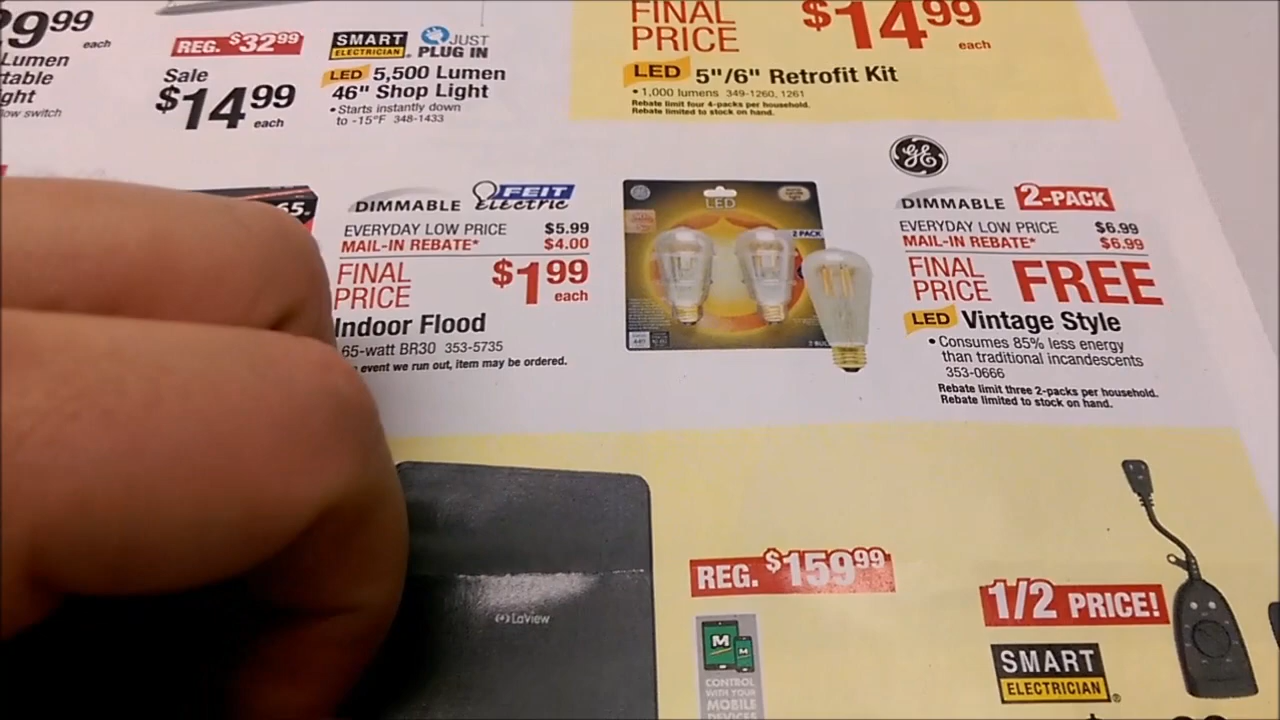 29.99 each
Lumen
table
ght
ow switch
REG. $32.99
Sale
$14.99 each
SMART ELECTRICIAN®
JUST PLUG IN
LED 5,500 Lumen
46" Shop Light
• Starts instantly down
to -15°F 348-1433
FINAL PRICE $14.99 each
LED 5"/6" Retrofit Kit
• 1,000 lumens 349-1260, 1261
Rebate limit four 4-packs per household.
Rebate limited to stock on hand.
65.
DIMMABLE FEIT Electric
EVERYDAY LOW PRICE $5.99
MAIL-IN REBATE* $4.00
FINAL PRICE $1.99 each
Indoor Flood
65-watt BR30 353-5735
event we run out, item may be ordered.
LED
2 PACK
GE
DIMMABLE 2-PACK
EVERYDAY LOW PRICE $6.99
MAIL-IN REBATE* $6.99
FINAL PRICE FREE
LED Vintage Style
• Consumes 85% less energy
than traditional incandescents
353-0666
Rebate limit three 2-packs per household.
Rebate limited to stock on hand.
LaView
REG. $159.99
M
M
CONTROL
WITH YOUR
MOBILE
DEVICES
1/2 PRICE!
SMART
ELECTRICIAN®